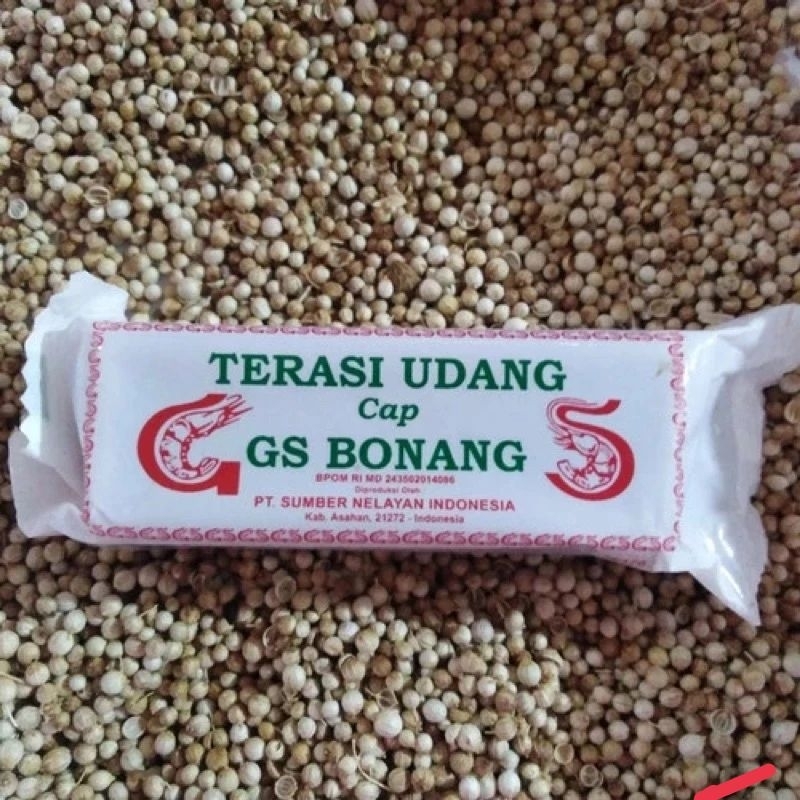 TERASI UDANG
Cap
GS BONANG
BPOM RI MD 243502014086
Diproduksi Oleh
PT. SUMBER NELAYAN INDONESIA
Kab. Asahan, 21272 - Indonesia
G S